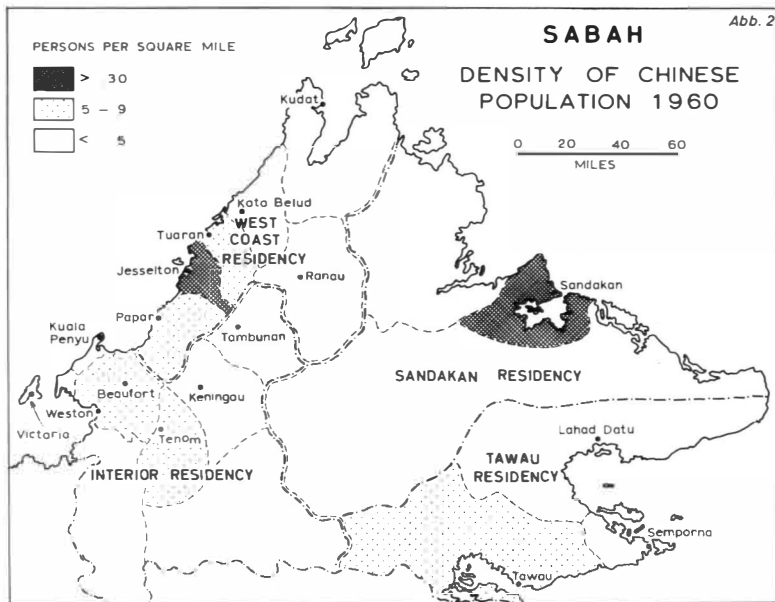 Abb. 2
SABAH
DENSITY OF CHINESE
POPULATION 1960
PERSONS PER SQUARE MILE
> 30
5 – 9
< 5
0 20 40 60
MILES
Kudat
Kota Belud
WEST
COAST
RESIDENCY
Tuaran
Jesselton
Ranau
Sandakan
Papar
Kuala
Penyu
Tambunan
SANDAKAN RESIDENCY
Beaufort
Keningau
Weston
Victoria
Tenom
Lahad Datu
TAWAU
RESIDENCY
INTERIOR RESIDENCY
Semporna
Tawau